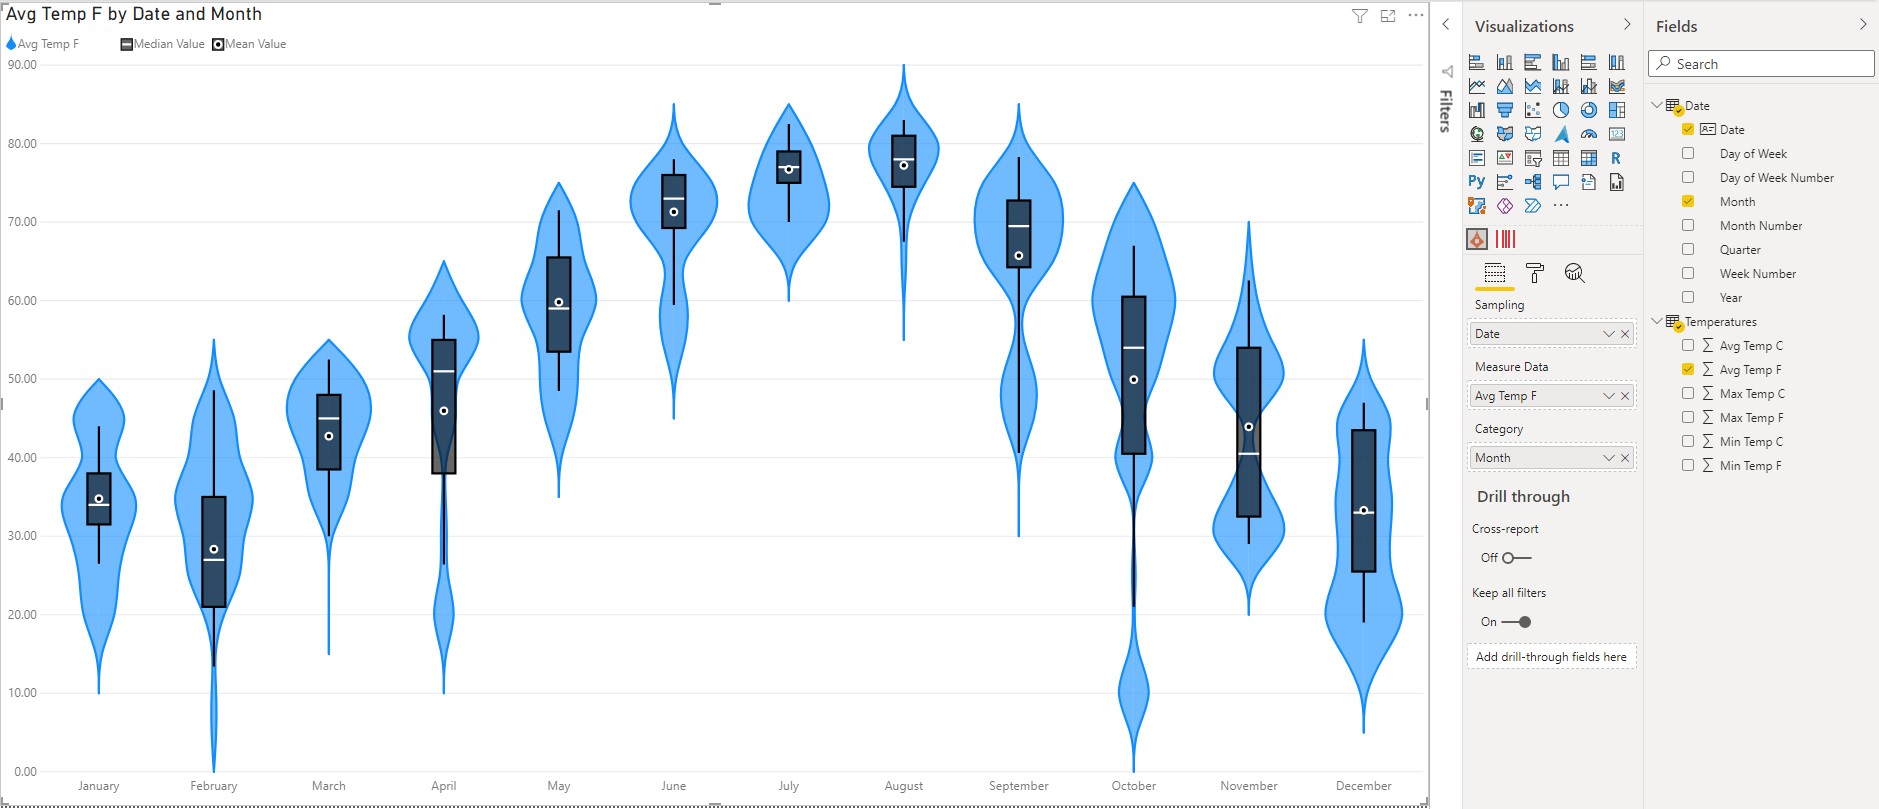 Avg Temp F by Date and Month
Avg Temp F Median Value Mean Value
90.00
80.00
70.00
60.00
50.00
40.00
30.00
20.00
10.00
0.00
January February March April May June July August September October November December
Filters
Visualizations
123
R
Py
Sampling
Date
Measure Data
Avg Temp F
Category
Month
Drill through
Cross-report
Off
Keep all filters
On
Add drill-through fields here
Fields
Search
Date
Date
Day of Week
Day of Week Number
Month
Month Number
Quarter
Week Number
Year
Temperatures
Avg Temp C
Avg Temp F
Max Temp C
Max Temp F
Min Temp C
Min Temp F